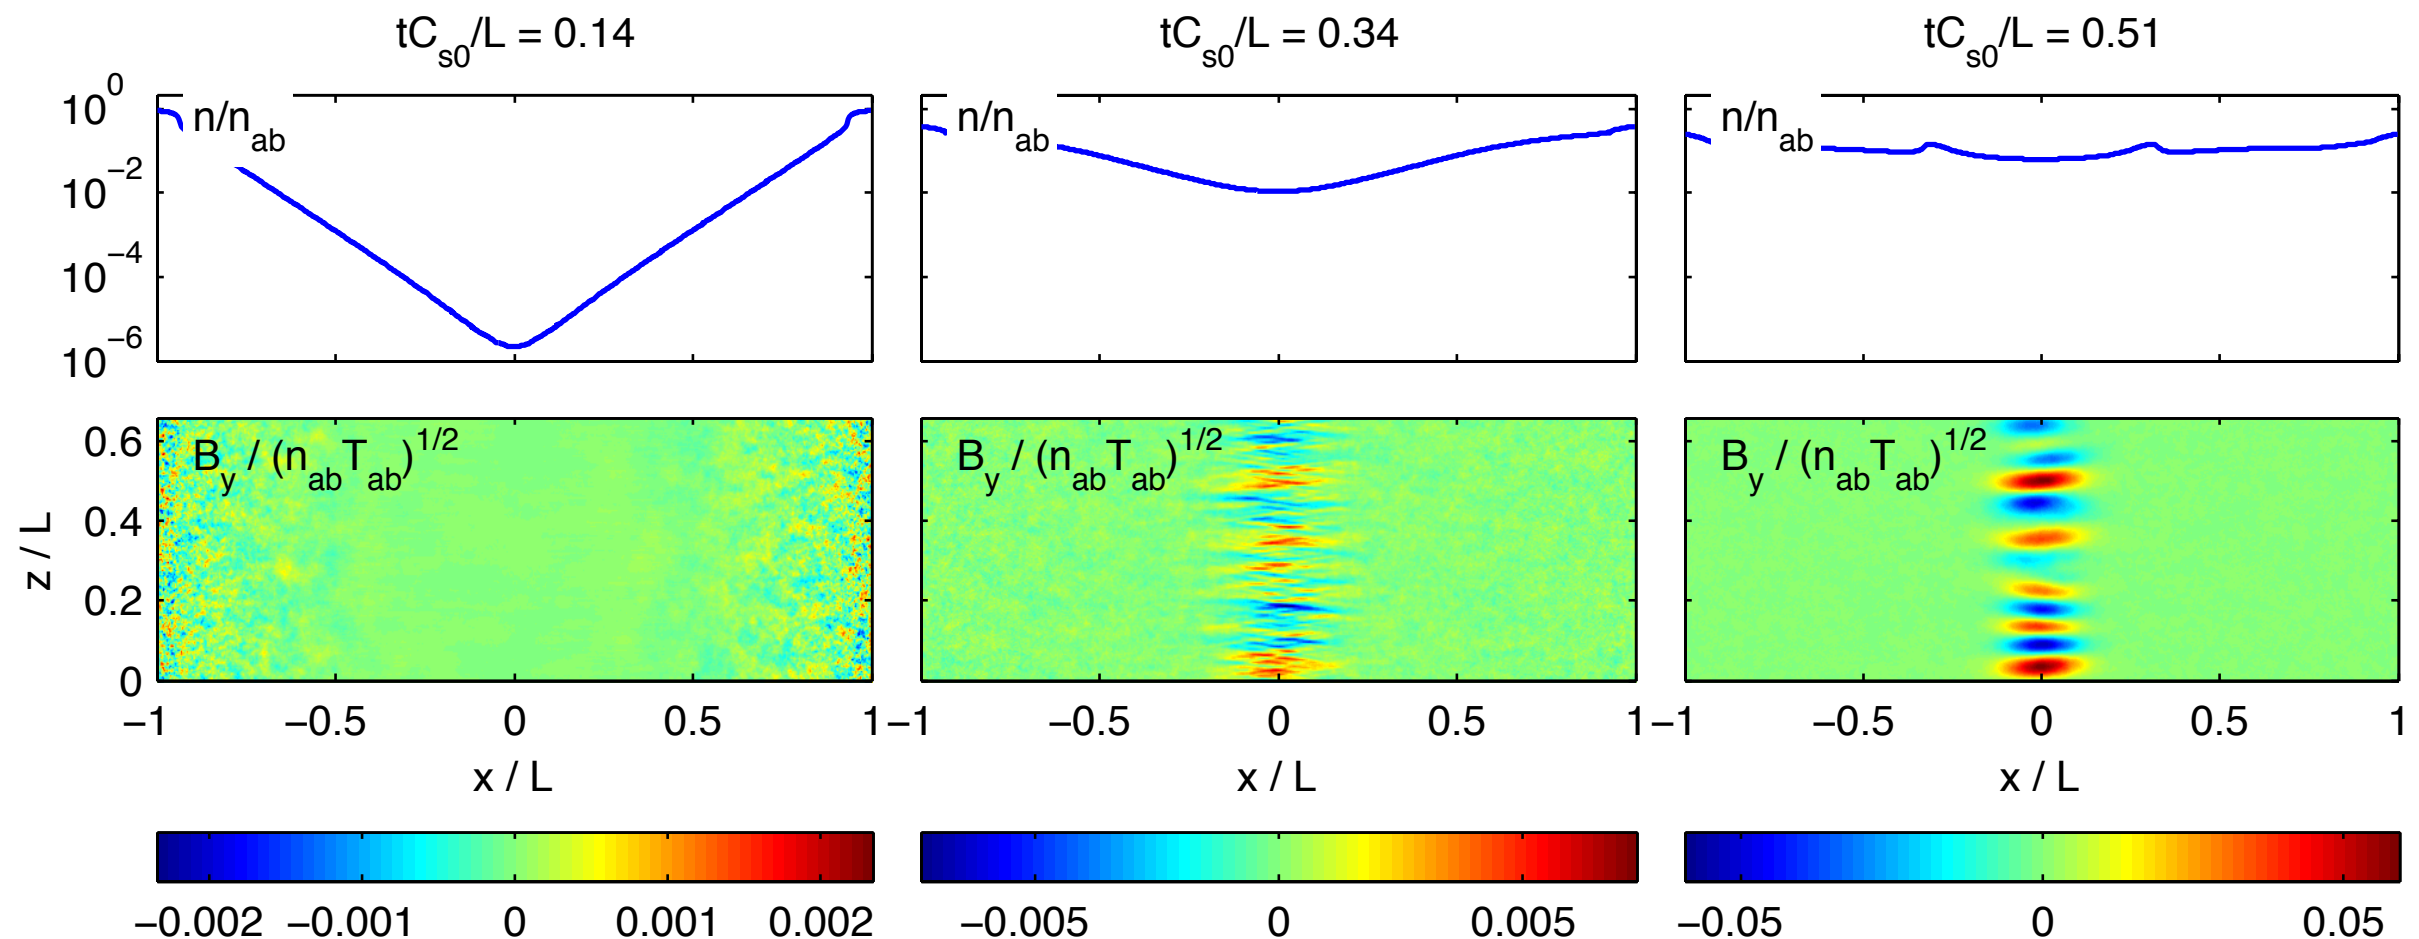 tC_s0/L = 0.14 tC_s0/L = 0.34 tC_s0/L = 0.51
10^0 n/n_ab n/n_ab n/n_ab
10^−2
10^−4
10^−6
0.6 B_y / (n_ab T_ab)^1/2 B_y / (n_ab T_ab)^1/2 B_y / (n_ab T_ab)^1/2
0.4
z / L
0.2
0
−1 −0.5 0 0.5 1 −1 −0.5 0 0.5 1 −1 −0.5 0 0.5 1
x / L x / L x / L
−0.002 −0.001 0 0.001 0.002 −0.005 0 0.005 −0.05 0 0.05